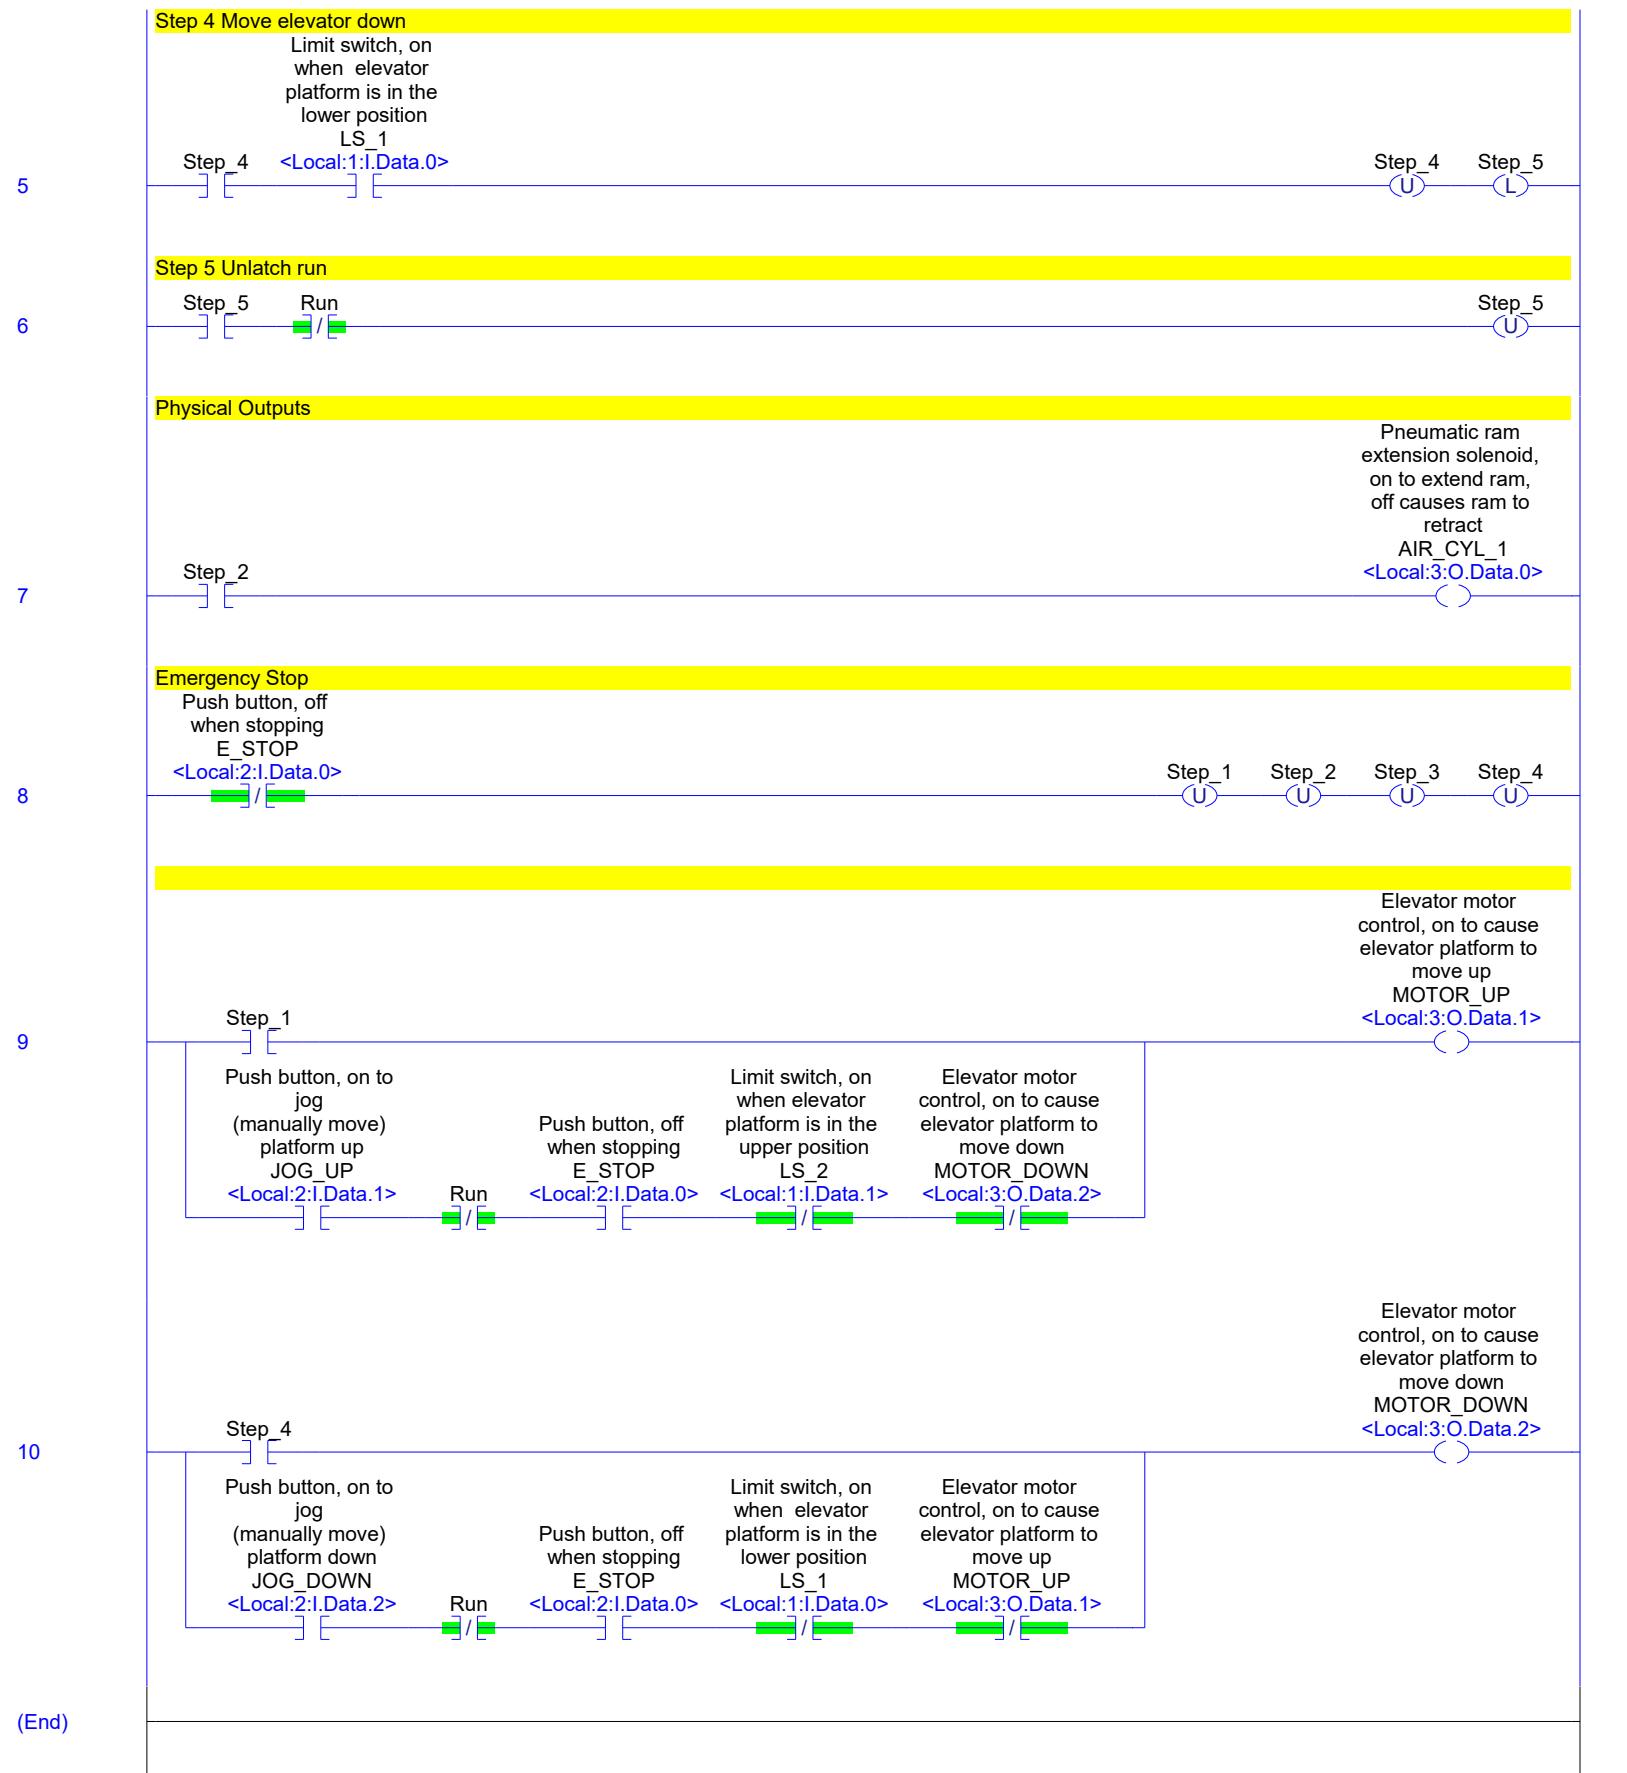 Step 4 Move elevator down
Limit switch, on
when  elevator
platform is in the
lower position
LS_1
Step_4
<Local:1:I.Data.0>
Step_4
Step_5
5
U
L
Step 5 Unlatch run
Step_5
Run
Step_5
6
/
U
Physical Outputs
Pneumatic ram
extension solenoid,
on to extend ram,
off causes ram to
retract
AIR_CYL_1
Step_2
<Local:3:O.Data.0>
7
Emergency Stop
Push button, off
when stopping
E_STOP
<Local:2:I.Data.0>
Step_1
Step_2
Step_3
Step_4
8
/
U
U
U
U
Elevator motor
control, on to cause
elevator platform to
move up
MOTOR_UP
Step_1
<Local:3:O.Data.1>
9
Push button, on to
jog
(manually move)
platform up
JOG_UP
<Local:2:I.Data.1>
Run
Push button, off
when stopping
E_STOP
<Local:2:I.Data.0>
Limit switch, on
when elevator
platform is in the
upper position
LS_2
<Local:1:I.Data.1>
Elevator motor
control, on to cause
elevator platform to
move down
MOTOR_DOWN
<Local:3:O.Data.2>
/
/
/
Elevator motor
control, on to cause
elevator platform to
move down
MOTOR_DOWN
Step_4
<Local:3:O.Data.2>
10
Push button, on to
jog
(manually move)
platform down
JOG_DOWN
<Local:2:I.Data.2>
Run
Push button, off
when stopping
E_STOP
<Local:2:I.Data.0>
Limit switch, on
when  elevator
platform is in the
lower position
LS_1
<Local:1:I.Data.0>
Elevator motor
control, on to cause
elevator platform to
move up
MOTOR_UP
<Local:3:O.Data.1>
/
/
/
(End)